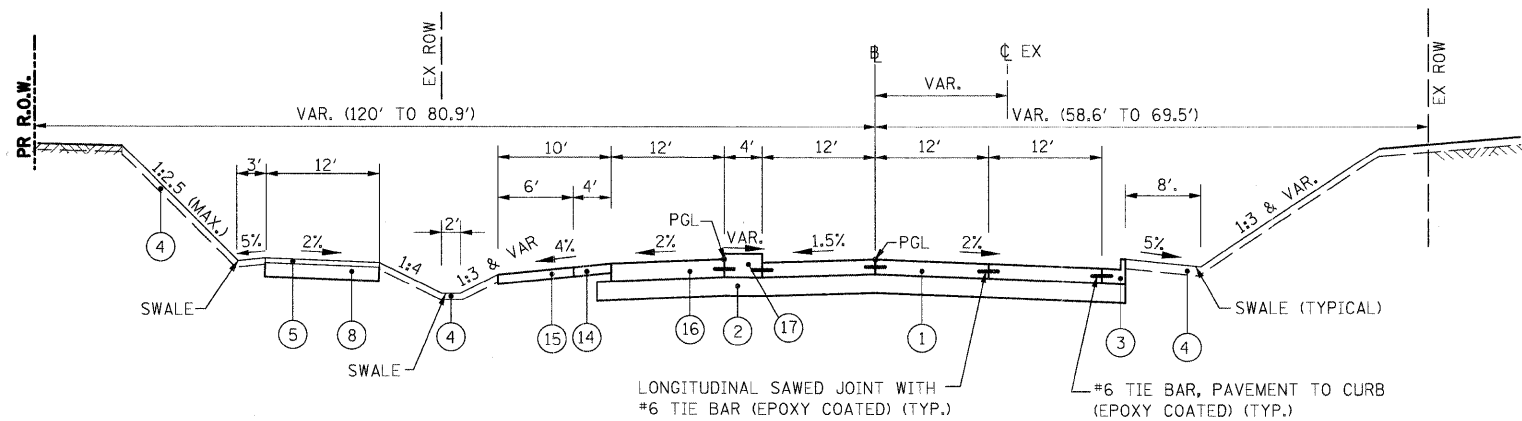 PR R.O.W.
EX ROW
℄ EX
EX ROW
VAR.
VAR. (120' TO 80.9')
VAR. (58.6' TO 69.5')
3'
12'
10'
12'
4'
12'
12'
12'
8'.
6'
4'
2'
1:2.5 (MAX.)
4
5%
2%
1:4
1:3 & VAR
4%
2%
PGL
VAR.
1.5%
PGL
2%
5%
1:3 & VAR.
SWALE
SWALE (TYPICAL)
5
8
4
15
14
16
2
17
1
3
4
SWALE
LONGITUDINAL SAWED JOINT WITH
#6 TIE BAR (EPOXY COATED) (TYP.)
#6 TIE BAR, PAVEMENT TO CURB
(EPOXY COATED) (TYP.)